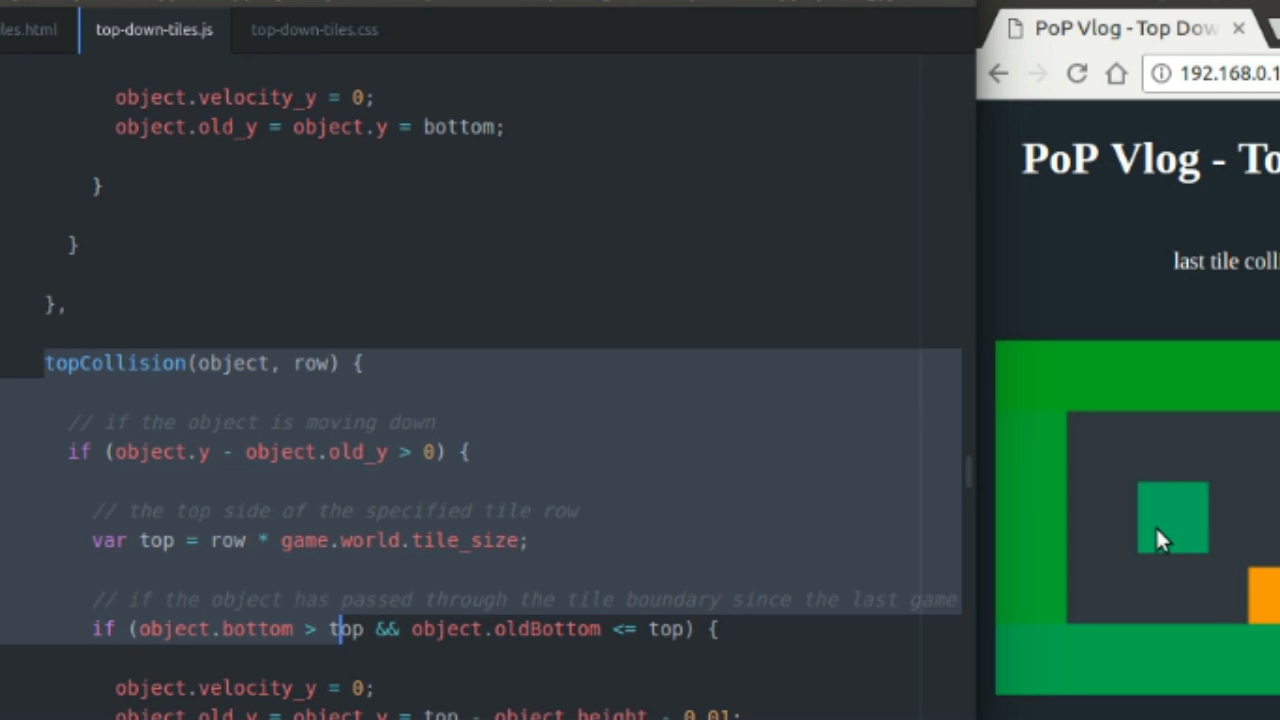 les.html
top-down-tiles.js
top-down-tiles.css
object.velocity_y = 0;
object.old_y = object.y = bottom;
}
}
},
topCollision(object, row) {
// if the object is moving down
if (object.y - object.old_y > 0) {
// the top side of the specified tile row
var top = row * game.world.tile_size;
// if the object has passed through the tile boundary since the last game
if (object.bottom > top && object.oldBottom <= top) {
object.velocity_y = 0;
object.old_y = object.y = top - object.height - 0.01;
PoP Vlog - Top Dow
192.168.0.1
PoP Vlog - To
last tile coll